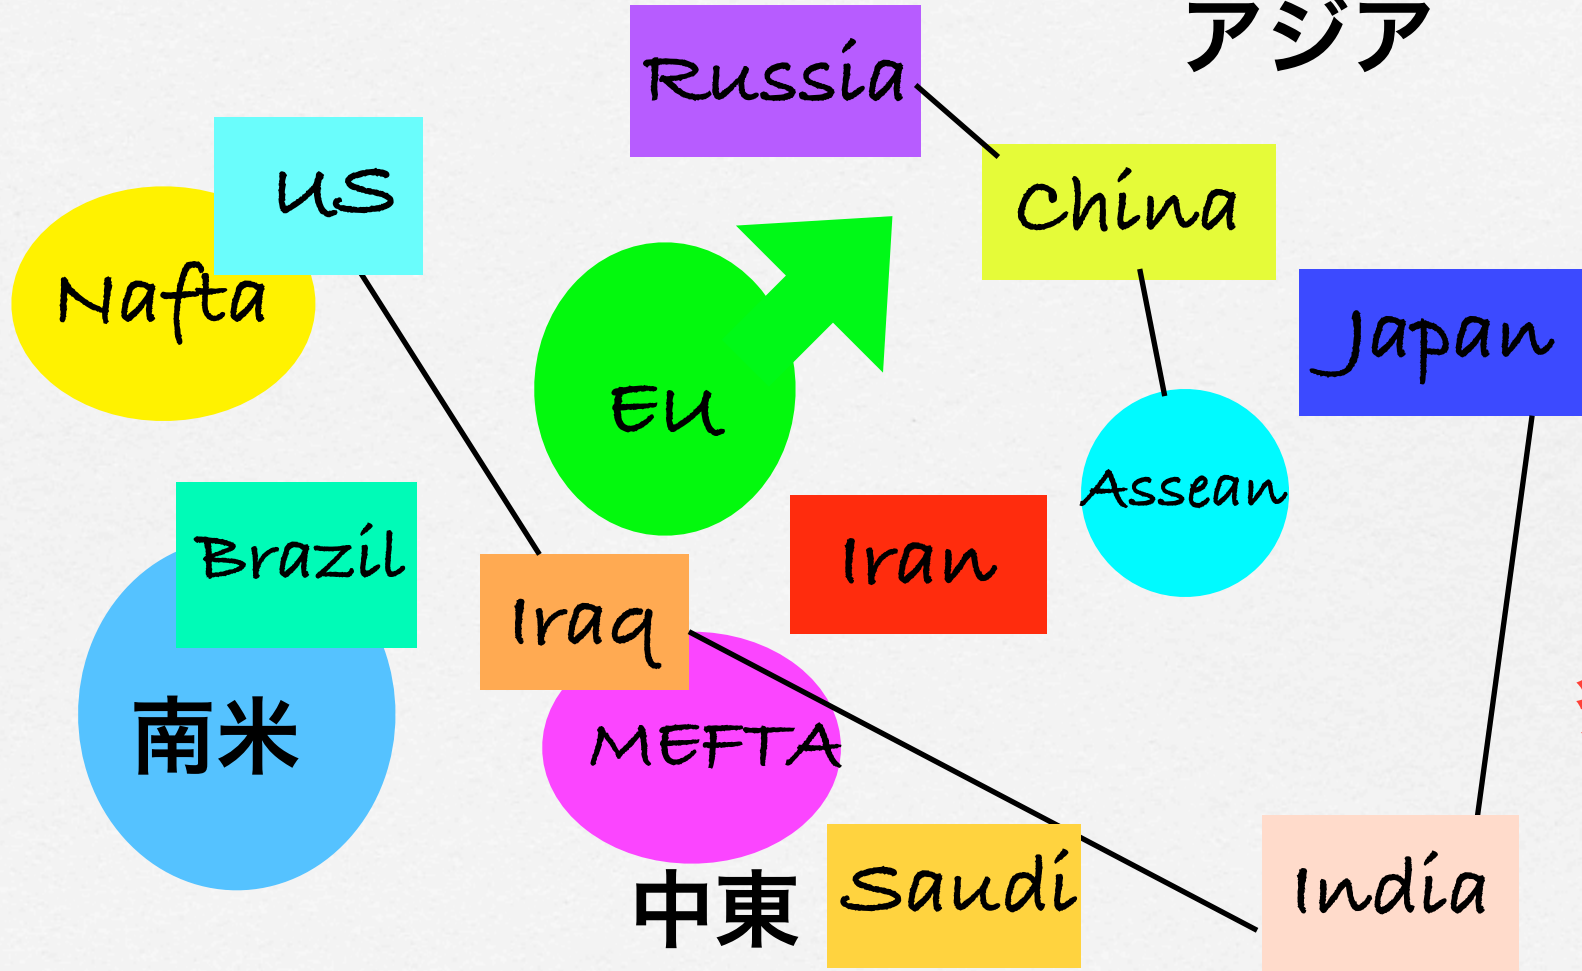 アジア
Russia
US
China
Nafta
Japan
EU
Assean
Brazil
Iran
Iraq
南米
MEFTA
Saudi
India
中東